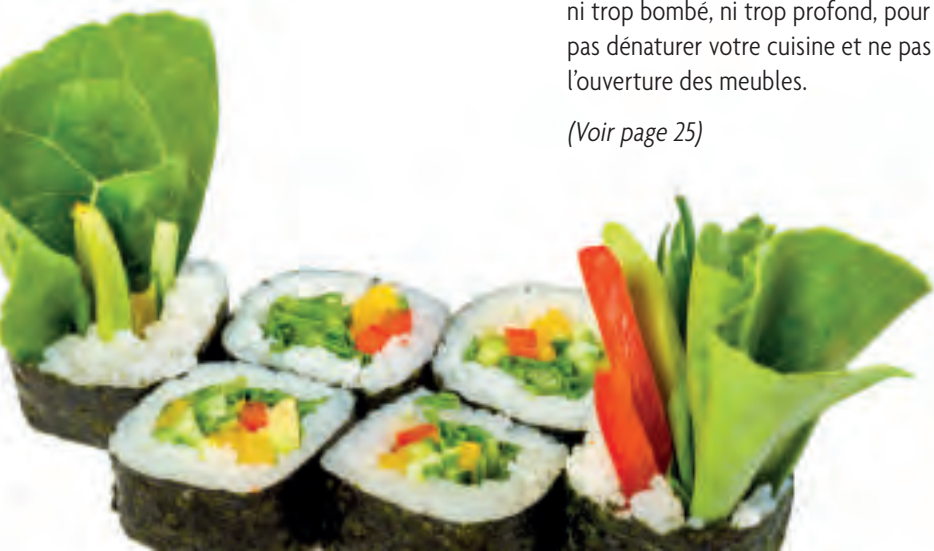 ni trop bombé, ni trop profond, pour
pas dénaturer votre cuisine et ne pas
l'ouverture des meubles.
(Voir page 25)